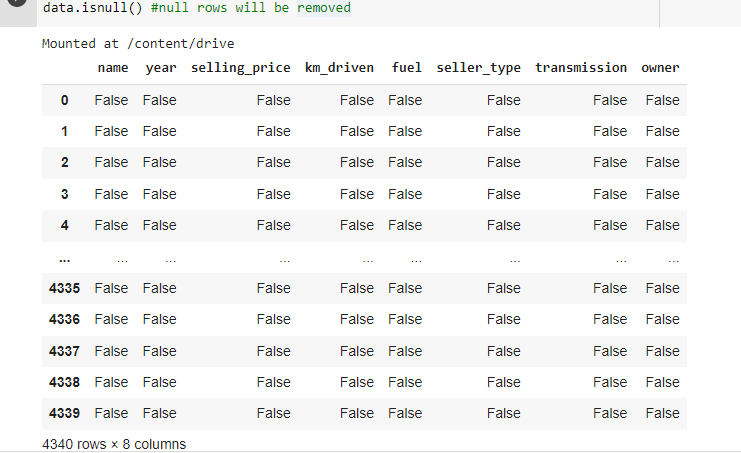 data.isnull() #null rows will be removed
Mounted at /content/drive
name year selling_price km_driven fuel seller_type transmission owner
0 False False False False False False False False
1 False False False False False False False False
2 False False False False False False False False
3 False False False False False False False False
4 False False False False False False False False
... ... ... ... ... ... ... ... ...
4335 False False False False False False False False
4336 False False False False False False False False
4337 False False False False False False False False
4338 False False False False False False False False
4339 False False False False False False False False
4340 rows × 8 columns